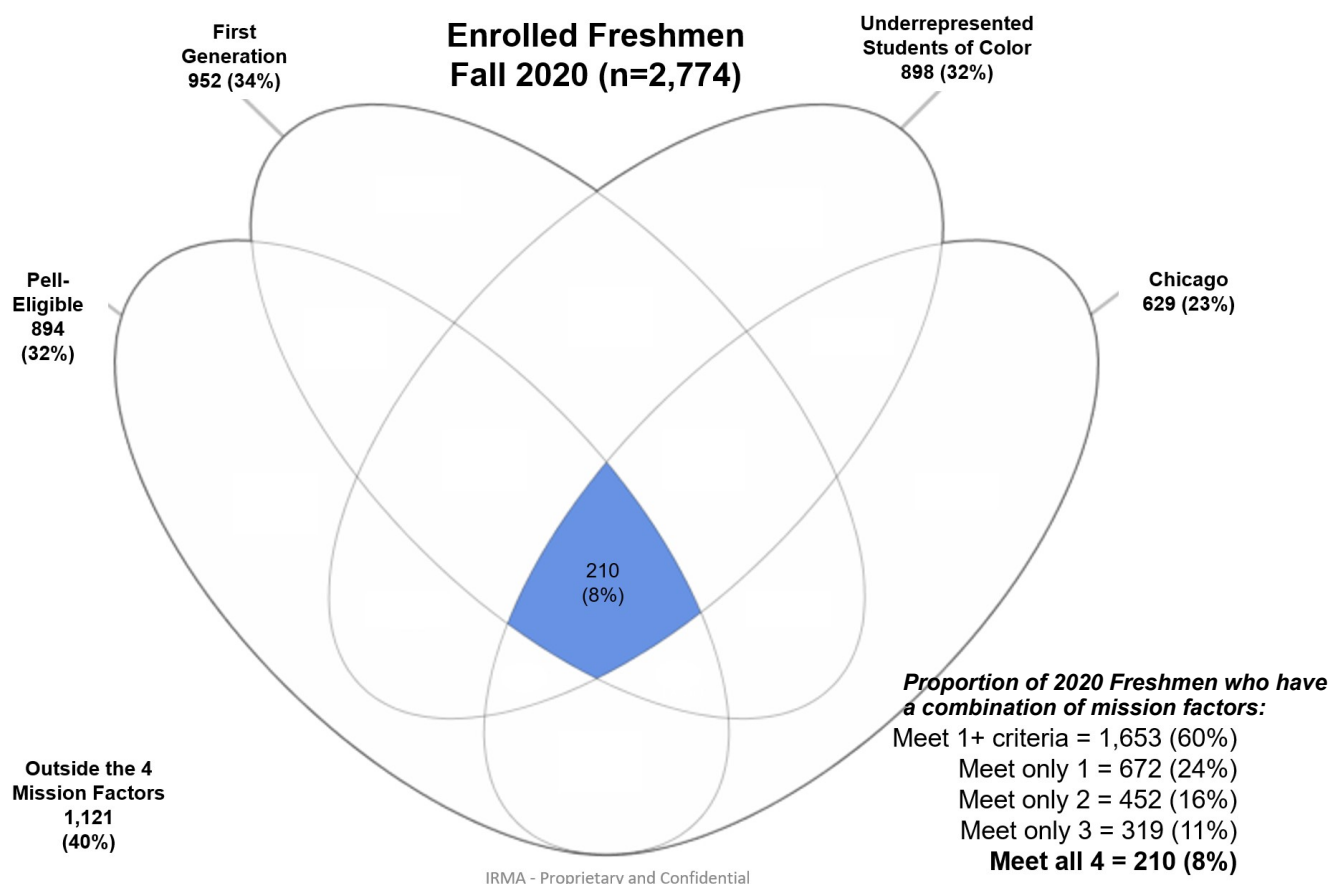 Enrolled Freshmen
Fall 2020 (n=2,774)
First
Generation
952 (34%)
Underrepresented
Students of Color
898 (32%)
Pell-
Eligible
894
(32%)
Chicago
629 (23%)
210
(8%)
Outside the 4
Mission Factors
1,121
(40%)
Proportion of 2020 Freshmen who have
a combination of mission factors:
Meet 1+ criteria = 1,653 (60%)
Meet only 1 = 672 (24%)
Meet only 2 = 452 (16%)
Meet only 3 = 319 (11%)
Meet all 4 = 210 (8%)
IRMA - Proprietary and Confidential